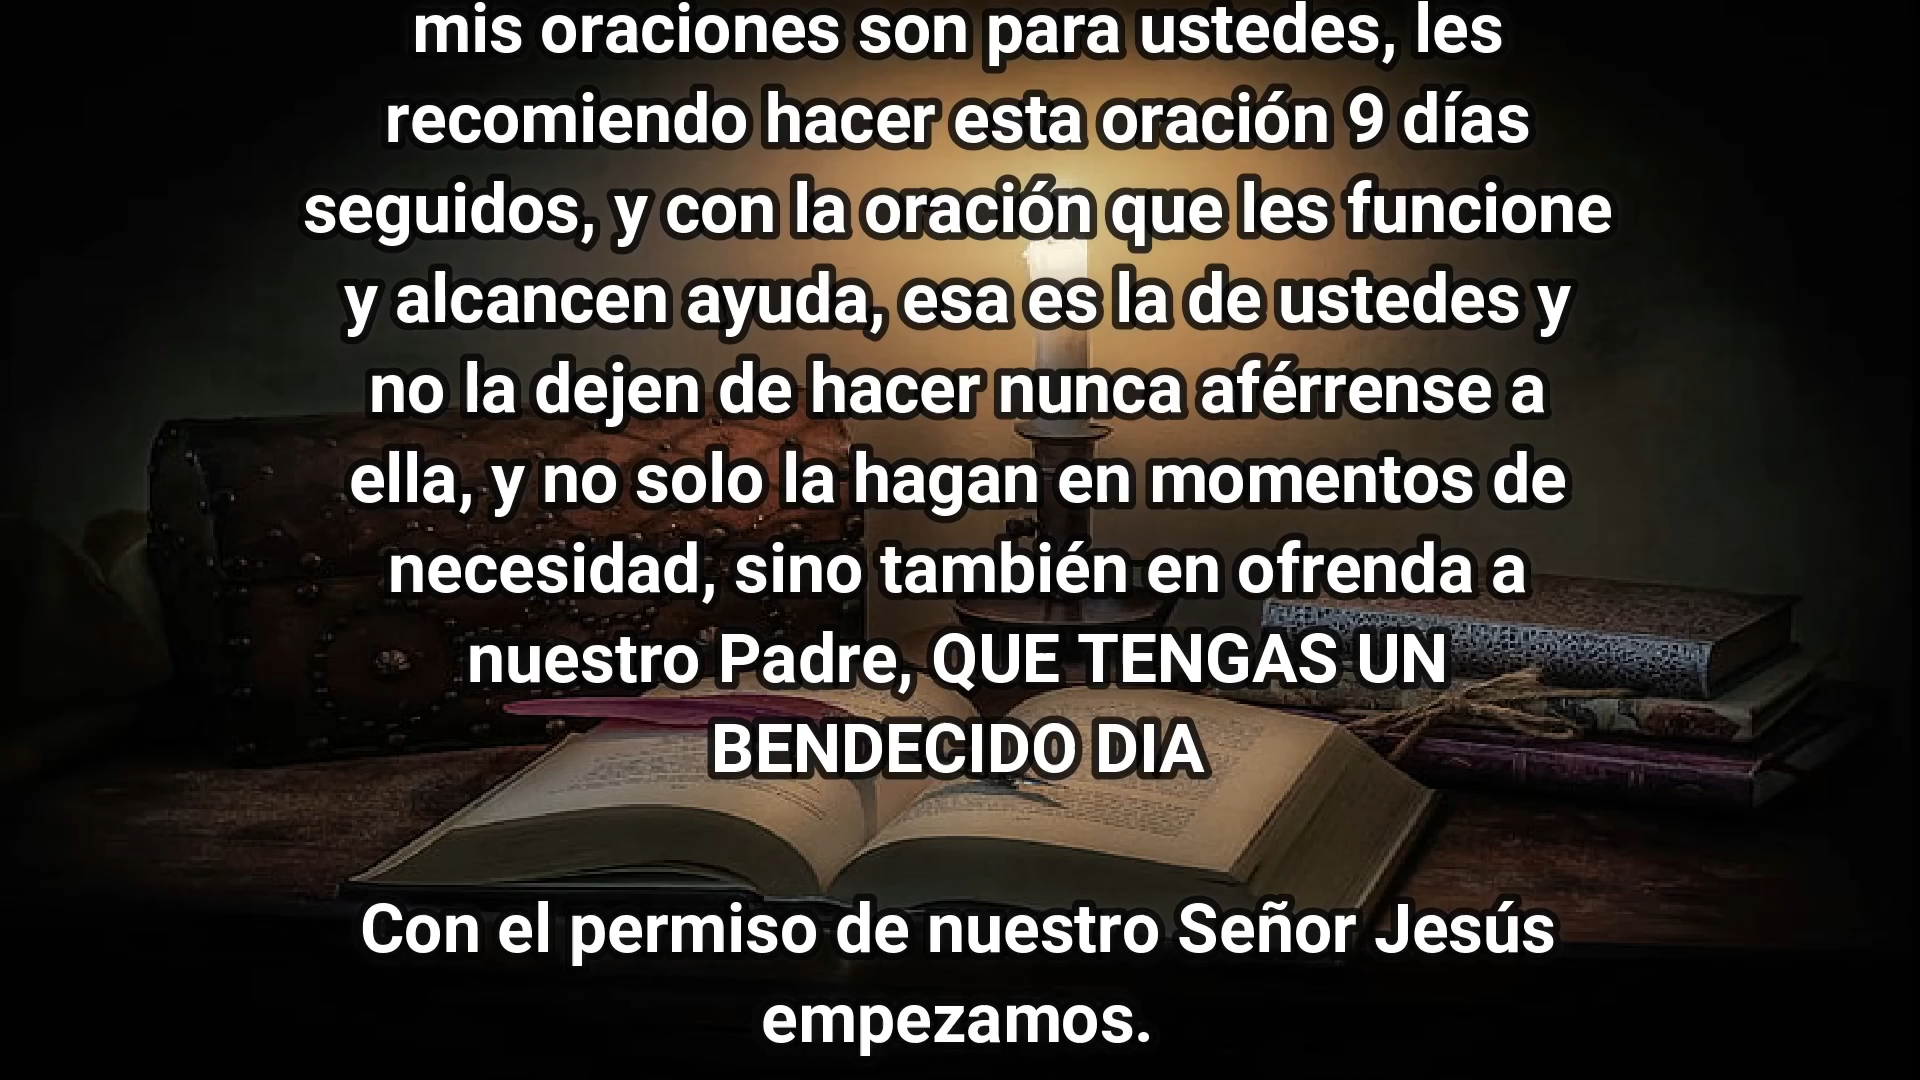 mis oraciones son para ustedes, les
recomiendo hacer esta oración 9 días
seguidos, y con la oración que les funcione
y alcancen ayuda, esa es la de ustedes y
no la dejen de hacer nunca aférrense a
ella, y no solo la hagan en momentos de
necesidad, sino también en ofrenda a
nuestro Padre, QUE TENGAS UN
BENDECIDO DIA
Con el permiso de nuestro Señor Jesús
empezamos.